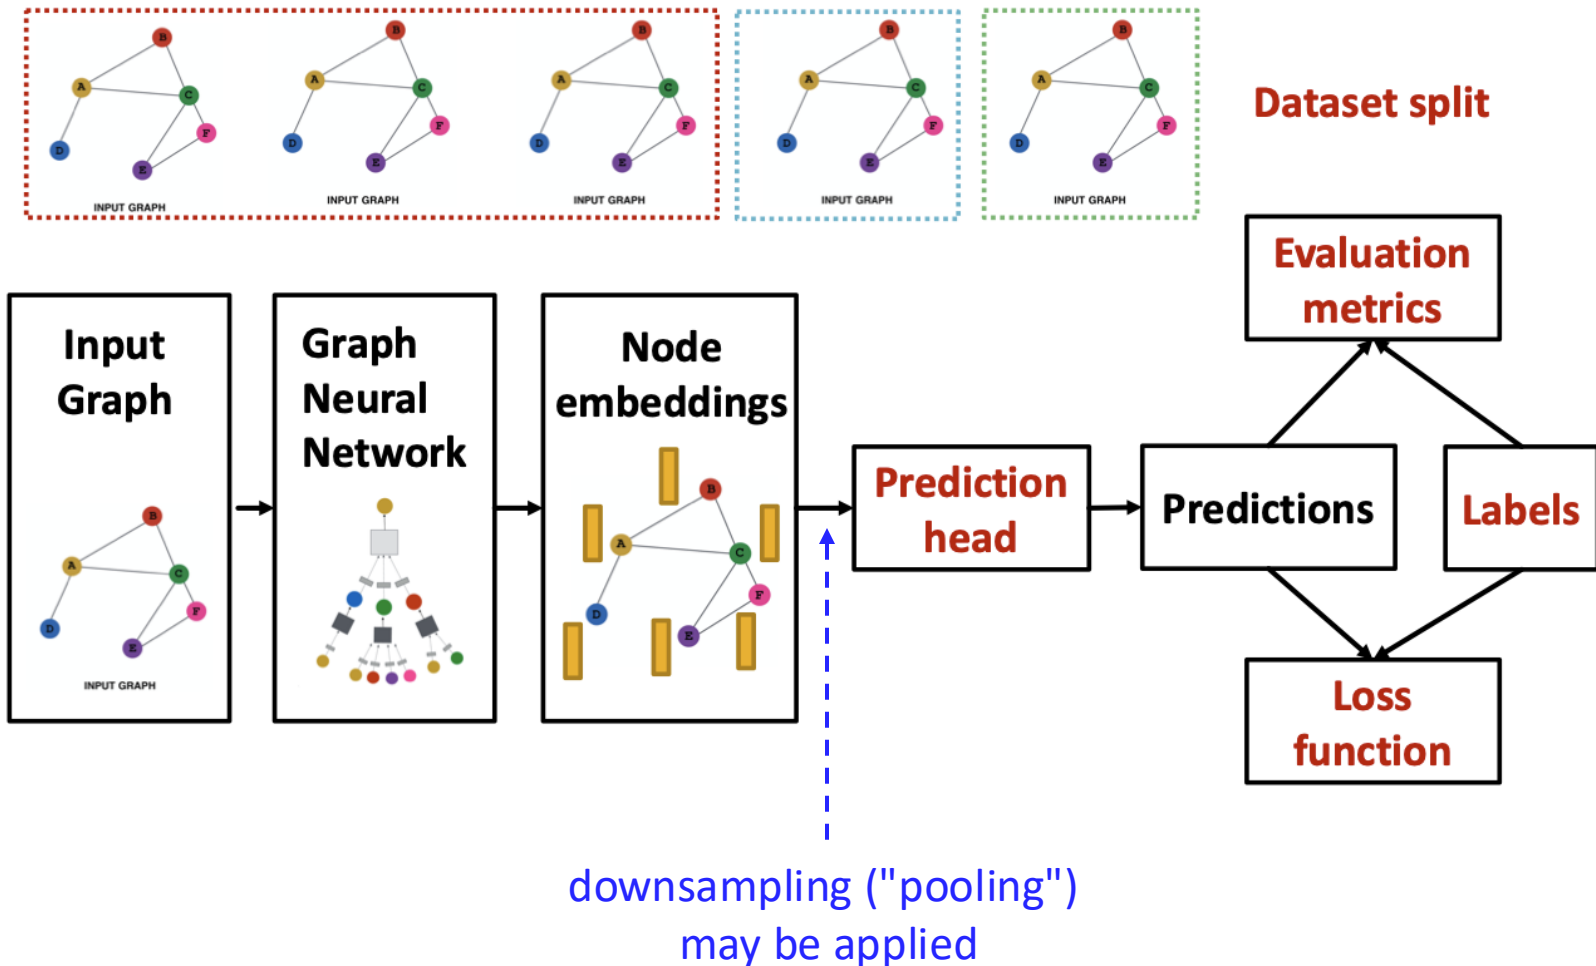 B
A
C
F
D
E
INPUT GRAPH
B
A
C
F
D
E
INPUT GRAPH
B
A
C
F
D
E
INPUT GRAPH
B
A
C
F
D
E
INPUT GRAPH
B
A
C
F
D
E
INPUT GRAPH
Dataset split
Input
Graph
B
A
C
F
D
E
INPUT GRAPH
Graph
Neural
Network
Node
embeddings
B
A
C
F
D
E
Prediction
head
Predictions
Labels
Evaluation
metrics
Loss
function
downsampling ("pooling")
may be applied